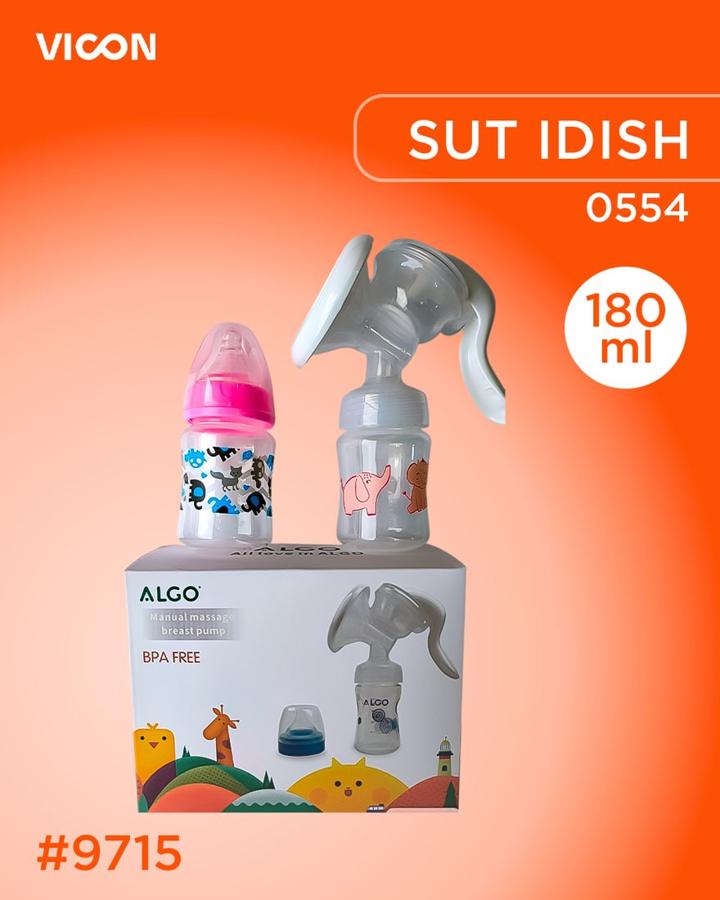 VICON
SUT IDISH
0554
180
ml
ALGO
All love in ALGO
ALGO
Manual massage
breast pump
BPA FREE
ALGO
#9715